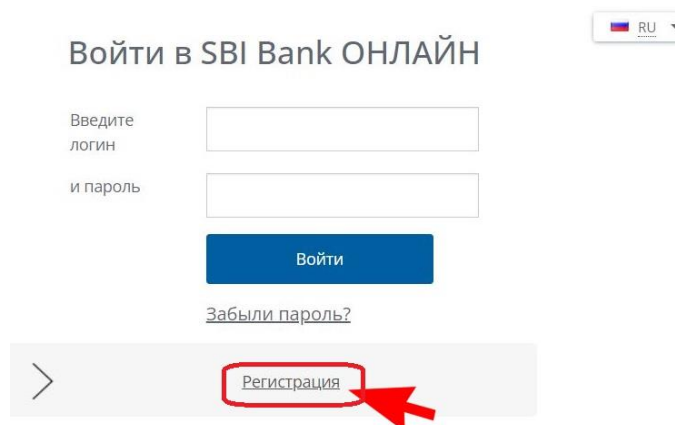 RU
Войти в SBI Bank ОНЛАЙН
Введите
логин
и пароль
Войти
Забыли пароль?
Регистрация